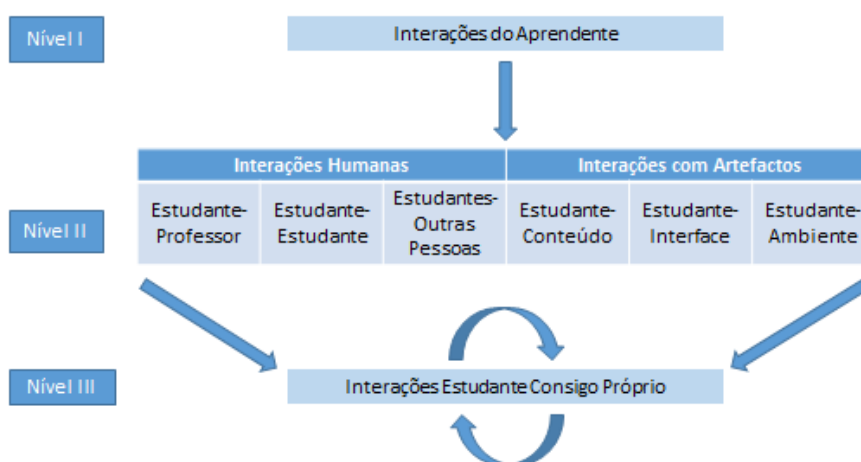 Nível I
Interações do Aprendente
Interações Humanas
Interações com Artefactos
Nível II
Estudante-
Professor
Estudante-
Estudante
Estudantes-
Outras
Pessoas
Estudante-
Conteúdo
Estudante-
Interface
Estudante-
Ambiente
Nível III
Interações Estudante Consigo Próprio